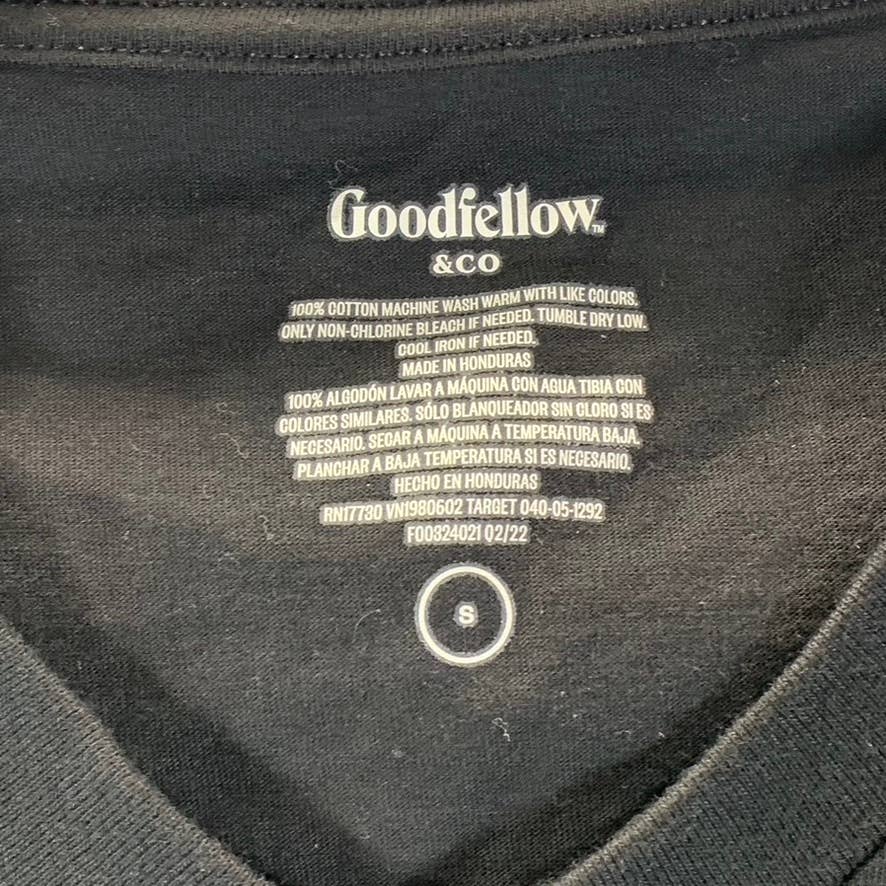 Goodfellow™
&CO
100% COTTON MACHINE WASH WARM WITH LIKE COLORS.
ONLY NON-CHLORINE BLEACH IF NEEDED. TUMBLE DRY LOW.
COOL IRON IF NEEDED.
MADE IN HONDURAS
100% ALGODÓN LAVAR A MÁQUINA CON AGUA TIBIA CON
COLORES SIMILARES. SÓLO BLANQUEADOR SIN CLORO SI ES
NECESARIO. SECAR A MÁQUINA A TEMPERATURA BAJA.
PLANCHAR A BAJA TEMPERATURA SI ES NECESARIO.
HECHO EN HONDURAS
RN17730 VN1980602 TARGET 040-05-1292
F00324021 Q2/22
S